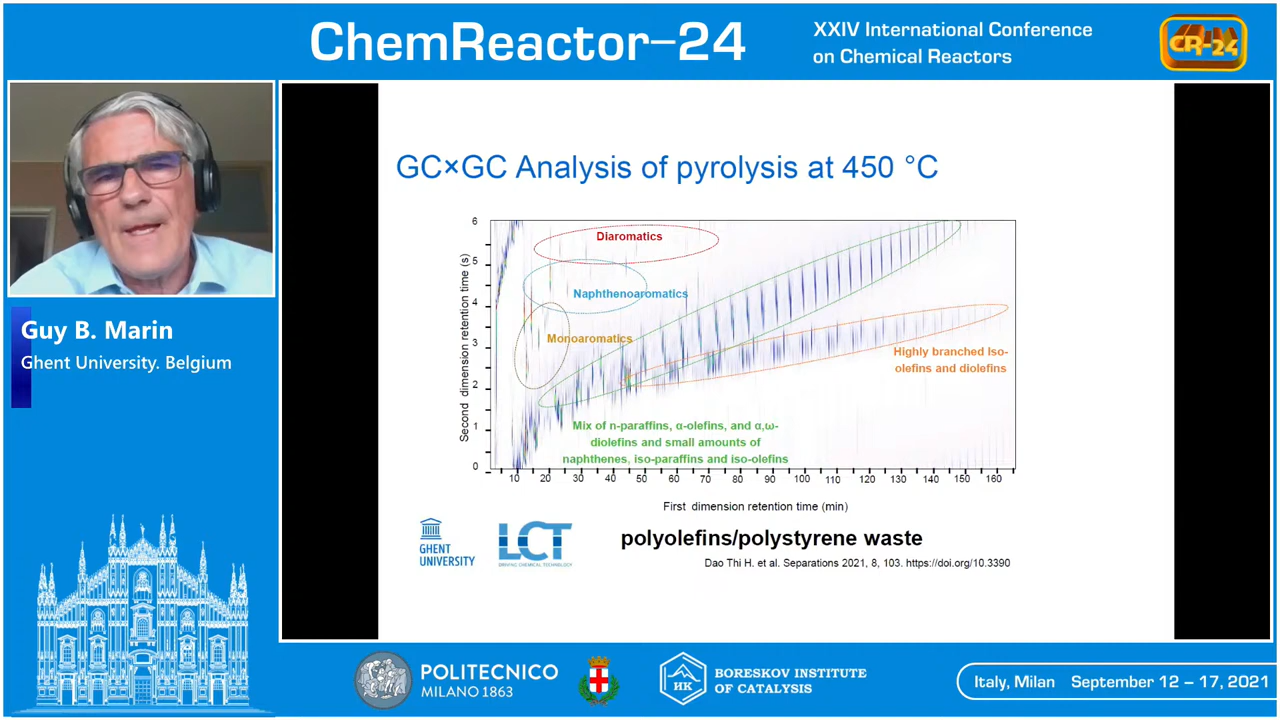 ChemReactor–24
XXIV International Conference
on Chemical Reactors
CR-24
Guy B. Marin
Ghent University. Belgium
GC×GC Analysis of pyrolysis at 450 °C
Second dimension retention time (s)
6
5
4
3
2
1
0
Diaromatics
Naphthenoaromatics
Monoaromatics
Highly branched Iso-
olefins and diolefins
Mix of n-paraffins, α-olefins, and α,ω-
diolefins and small amounts of
naphthenes, iso-paraffins and iso-olefins
10 20 30 40 50 60 70 80 90 100 110 120 130 140 150 160
First dimension retention time (min)
GHENT
UNIVERSITY
LCT
DRIVING CHEMICAL TECHNOLOGY
polyolefins/polystyrene waste
Dao Thi H. et al. Separations 2021, 8, 103. https://doi.org/10.3390
POLITECNICO
MILANO 1863
НК
BORESKOV INSTITUTE
OF CATALYSIS
Italy, Milan September 12 – 17, 2021